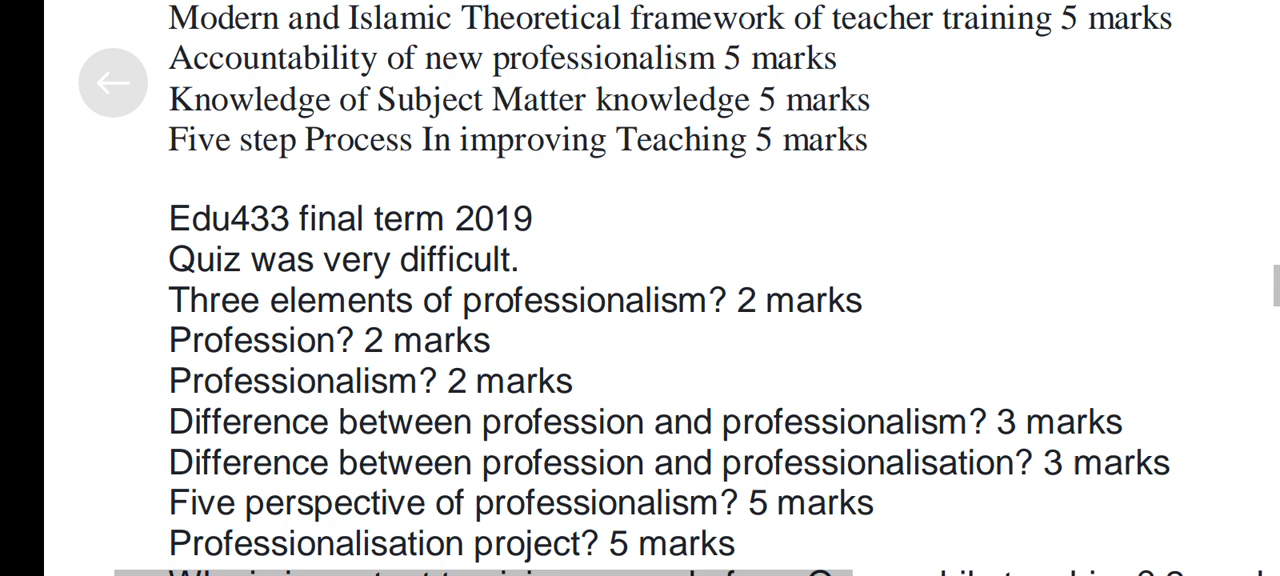 Modern and Islamic Theoretical framework of teacher training 5 marks
Accountability of new professionalism 5 marks
Knowledge of Subject Matter knowledge 5 marks
Five step Process In improving Teaching 5 marks
Edu433 final term 2019
Quiz was very difficult.
Three elements of professionalism? 2 marks
Profession? 2 marks
Professionalism? 2 marks
Difference between profession and professionalism? 3 marks
Difference between profession and professionalisation? 3 marks
Five perspective of professionalism? 5 marks
Professionalisation project? 5 marks